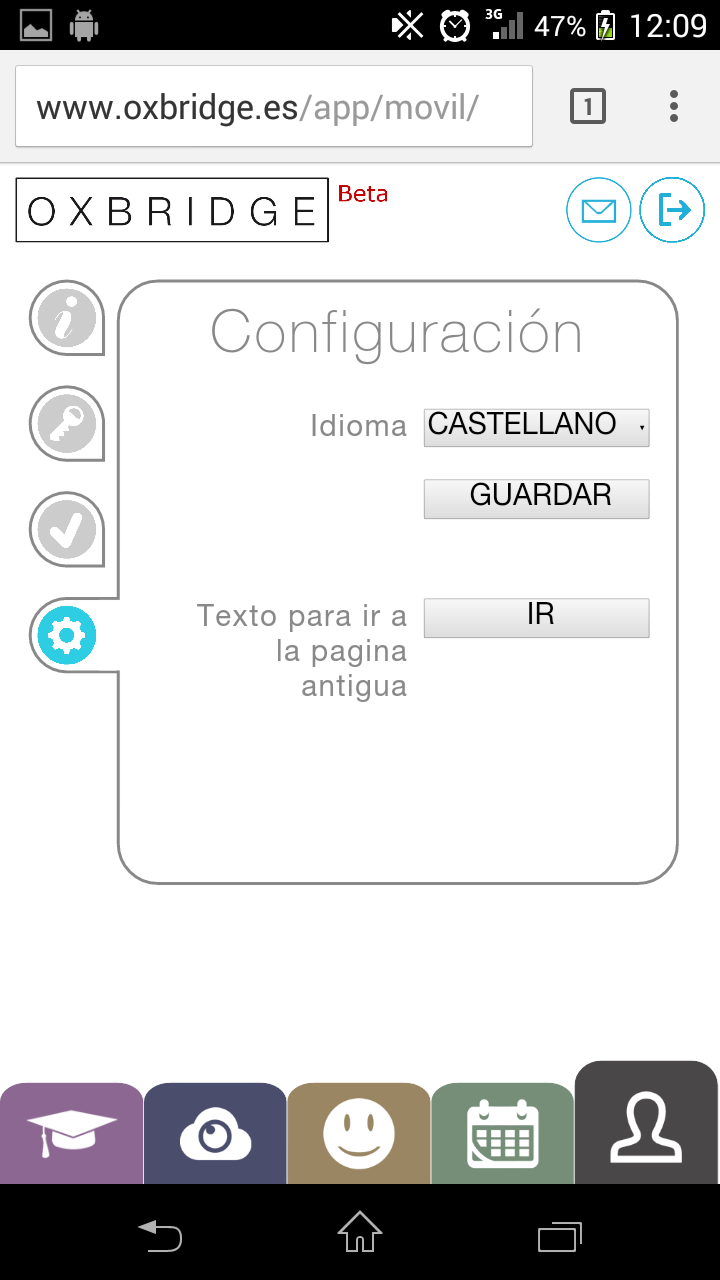 3G 47% 12:09
www.oxbridge.es/app/movil/ 1
OXBRIDGE Beta
Configuración
Idioma CASTELLANO
GUARDAR
Texto para ir a IR
la pagina
antigua